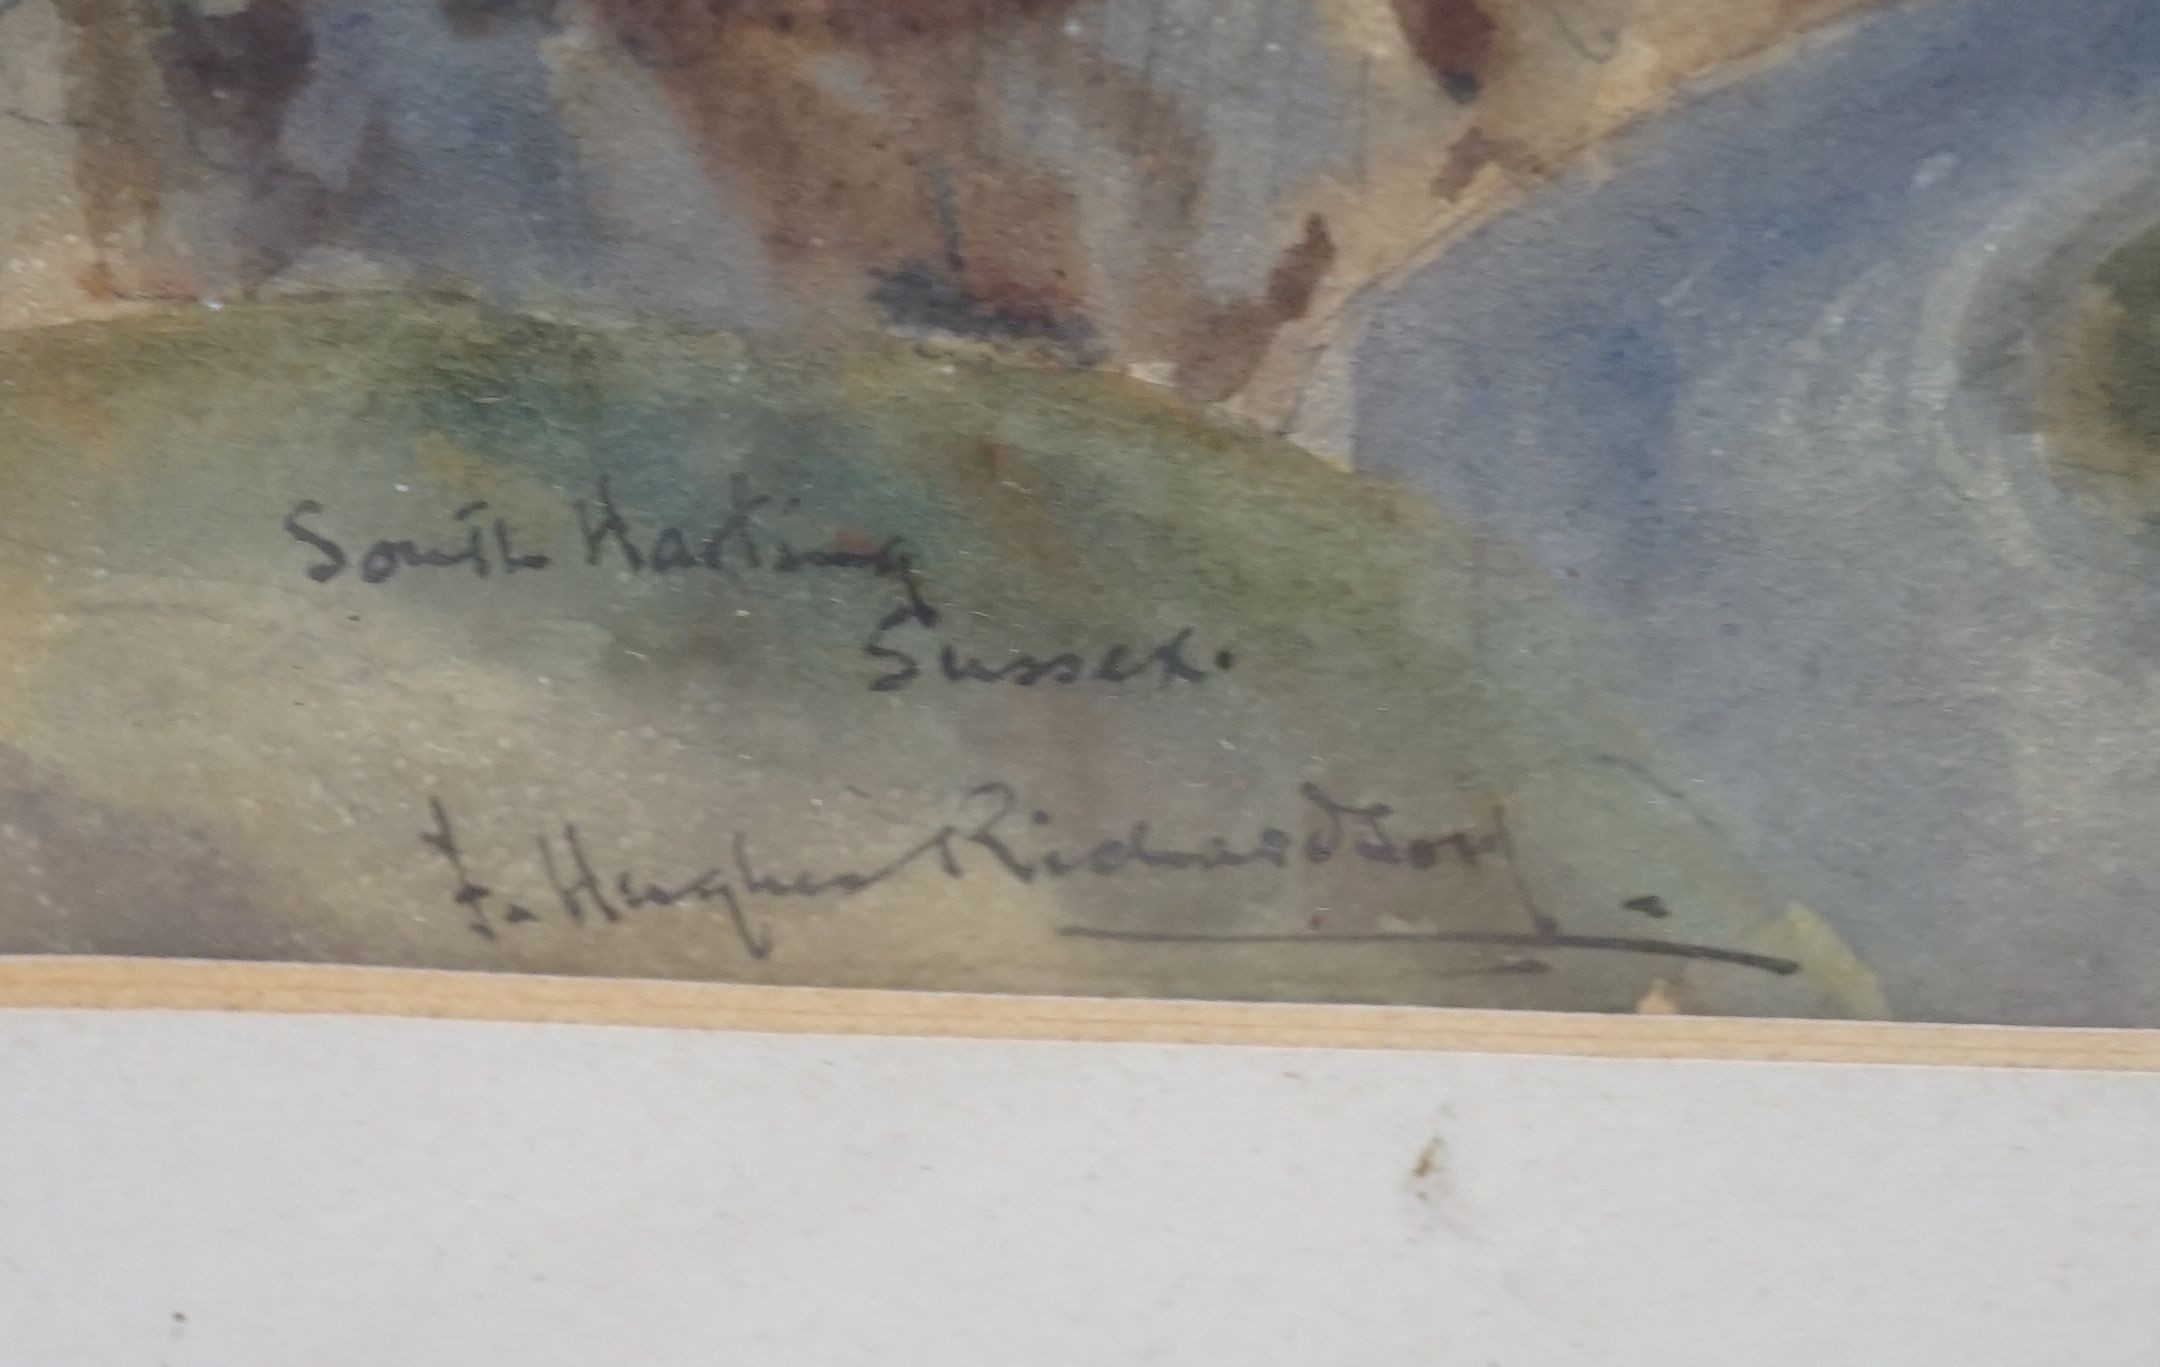 South Harting
Sussex.
Hughes Richardson.